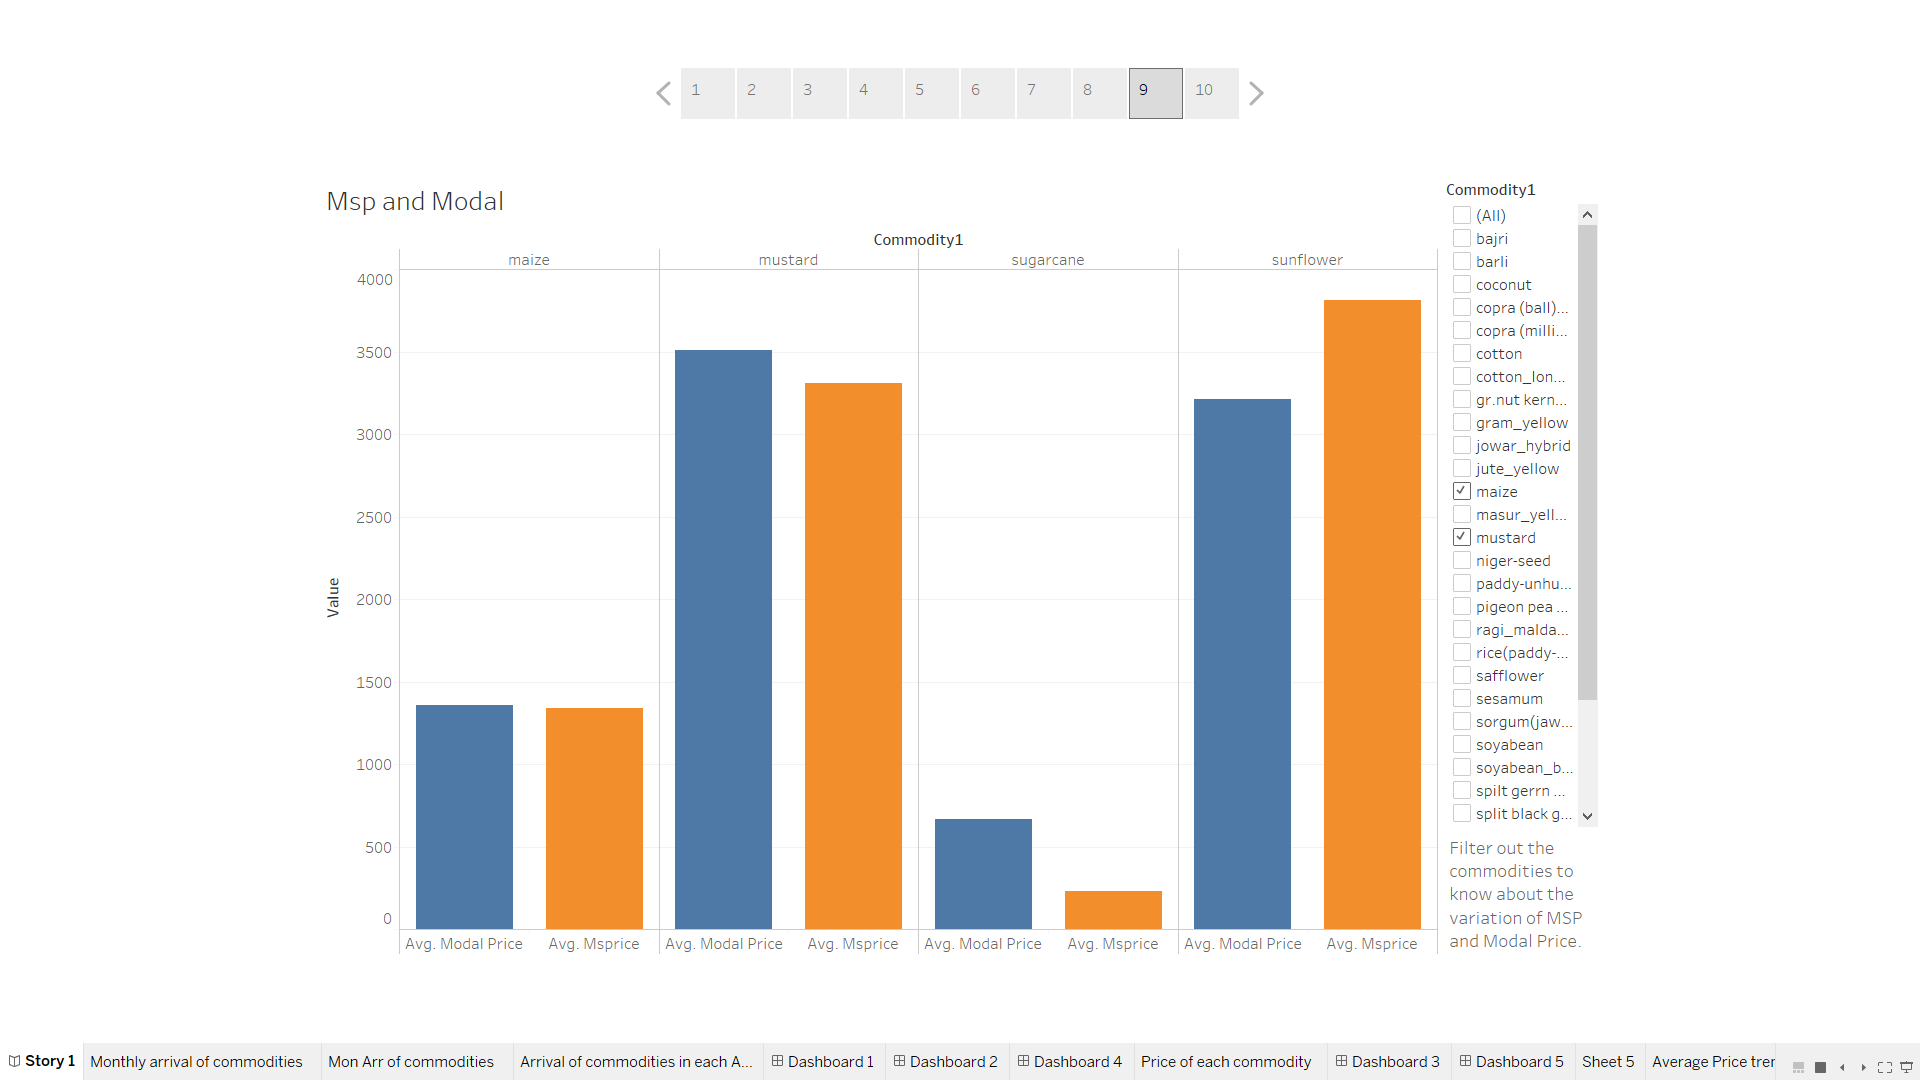 1 2 3 4 5 6 7 8 9 10
Msp and Modal
Commodity1
maize mustard sugarcane sunflower
4000
3500
3000
2500
2000
1500
1000
500
0
Value
Avg. Modal Price Avg. Msprice Avg. Modal Price Avg. Msprice Avg. Modal Price Avg. Msprice Avg. Modal Price Avg. Msprice
Commodity1
(All)
bajri
barli
coconut
copra (ball)...
copra (milli...
cotton
cotton_lon...
gr.nut kern...
gram_yellow
jowar_hybrid
jute_yellow
maize
masur_yell...
mustard
niger-seed
paddy-unhu...
pigeon pea ...
ragi_malda...
rice(paddy-...
safflower
sesamum
sorgum(jaw...
soyabean
soyabean_b...
spilt gerrn ...
split black g...
Filter out the
commodities to
know about the
variation of MSP
and Modal Price.
Story 1 Monthly arrival of commodities Mon Arr of commodities Arrival of commodities in each A... Dashboard 1 Dashboard 2 Dashboard 4 Price of each commodity Dashboard 3 Dashboard 5 Sheet 5 Average Price tren